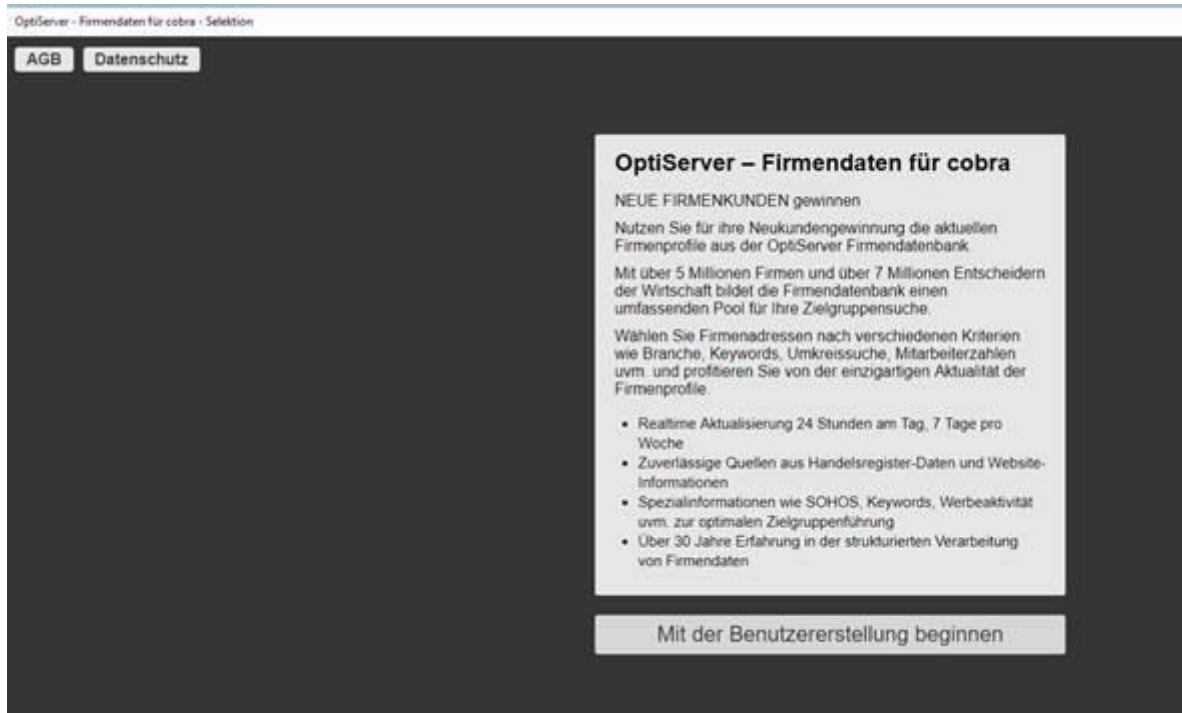 OptiServer - Firmendaten für cobra - Selektion
AGB Datenschutz
OptiServer – Firmendaten für cobra
NEUE FIRMENKUNDEN gewinnen
Nutzen Sie für ihre Neukundengewinnung die aktuellen
Firmenprofile aus der OptiServer Firmendatenbank.
Mit über 5 Millionen Firmen und über 7 Millionen Entscheidern
der Wirtschaft bildet die Firmendatenbank einen
umfassenden Pool für Ihre Zielgruppensuche.
Wählen Sie Firmenadressen nach verschiedenen Kriterien
wie Branche, Keywords, Umkreissuche, Mitarbeiterzahlen
uvm. und profitieren Sie von der einzigartigen Aktualität der
Firmenprofile.
• Realtime Aktualisierung 24 Stunden am Tag, 7 Tage pro
Woche
• Zuverlässige Quellen aus Handelsregister-Daten und Website-
Informationen
• Spezialinformationen wie SOHOS, Keywords, Werbeaktivität
uvm. zur optimalen Zielgruppenführung
• Über 30 Jahre Erfahrung in der strukturierten Verarbeitung
von Firmendaten
Mit der Benutzererstellung beginnen